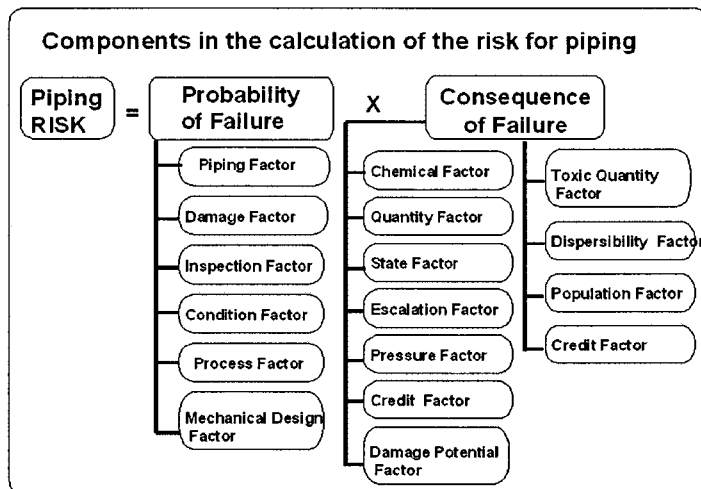 Components in the calculation of the risk for piping
Piping
RISK
=
Probability
of Failure
X
Consequence
of Failure
Piping Factor
Damage Factor
Inspection Factor
Condition Factor
Process Factor
Mechanical Design
Factor
Chemical Factor
Quantity Factor
State Factor
Escalation Factor
Pressure Factor
Credit Factor
Damage Potential
Factor
Toxic Quantity
Factor
Dispersibility Factor
Population Factor
Credit Factor